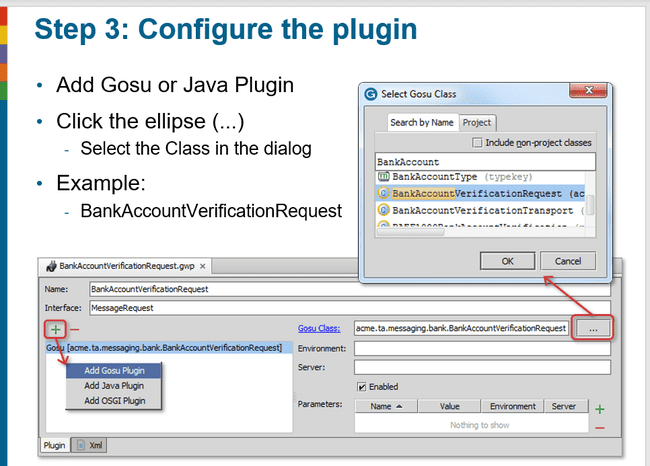 Step 3: Configure the plugin
• Add Gosu or Java Plugin
• Click the ellipse (...)
- Select the Class in the dialog
• Example:
- BankAccountVerificationRequest
Select Gosu Class
Search by Name Project
Include non-project classes
BankAccount
BankAccountType (typekey)
BankAccountVerificationRequest (ac
BankAccountVerificationTransport (
OK Cancel
BankAccountVerificationRequest.gwp
Name: BankAccountVerificationRequest
Interface: MessageRequest
Gosu [acme.ta.messaging.bank.BankAccountVerificationRequest]
Add Gosu Plugin
Add Java Plugin
Add OSGI Plugin
Gosu Class: acme.ta.messaging.bank.BankAccountVerificationRequest ...
Environment:
Server:
Enabled
Parameters: Name Value Environment Server
Nothing to show
Plugin Xml